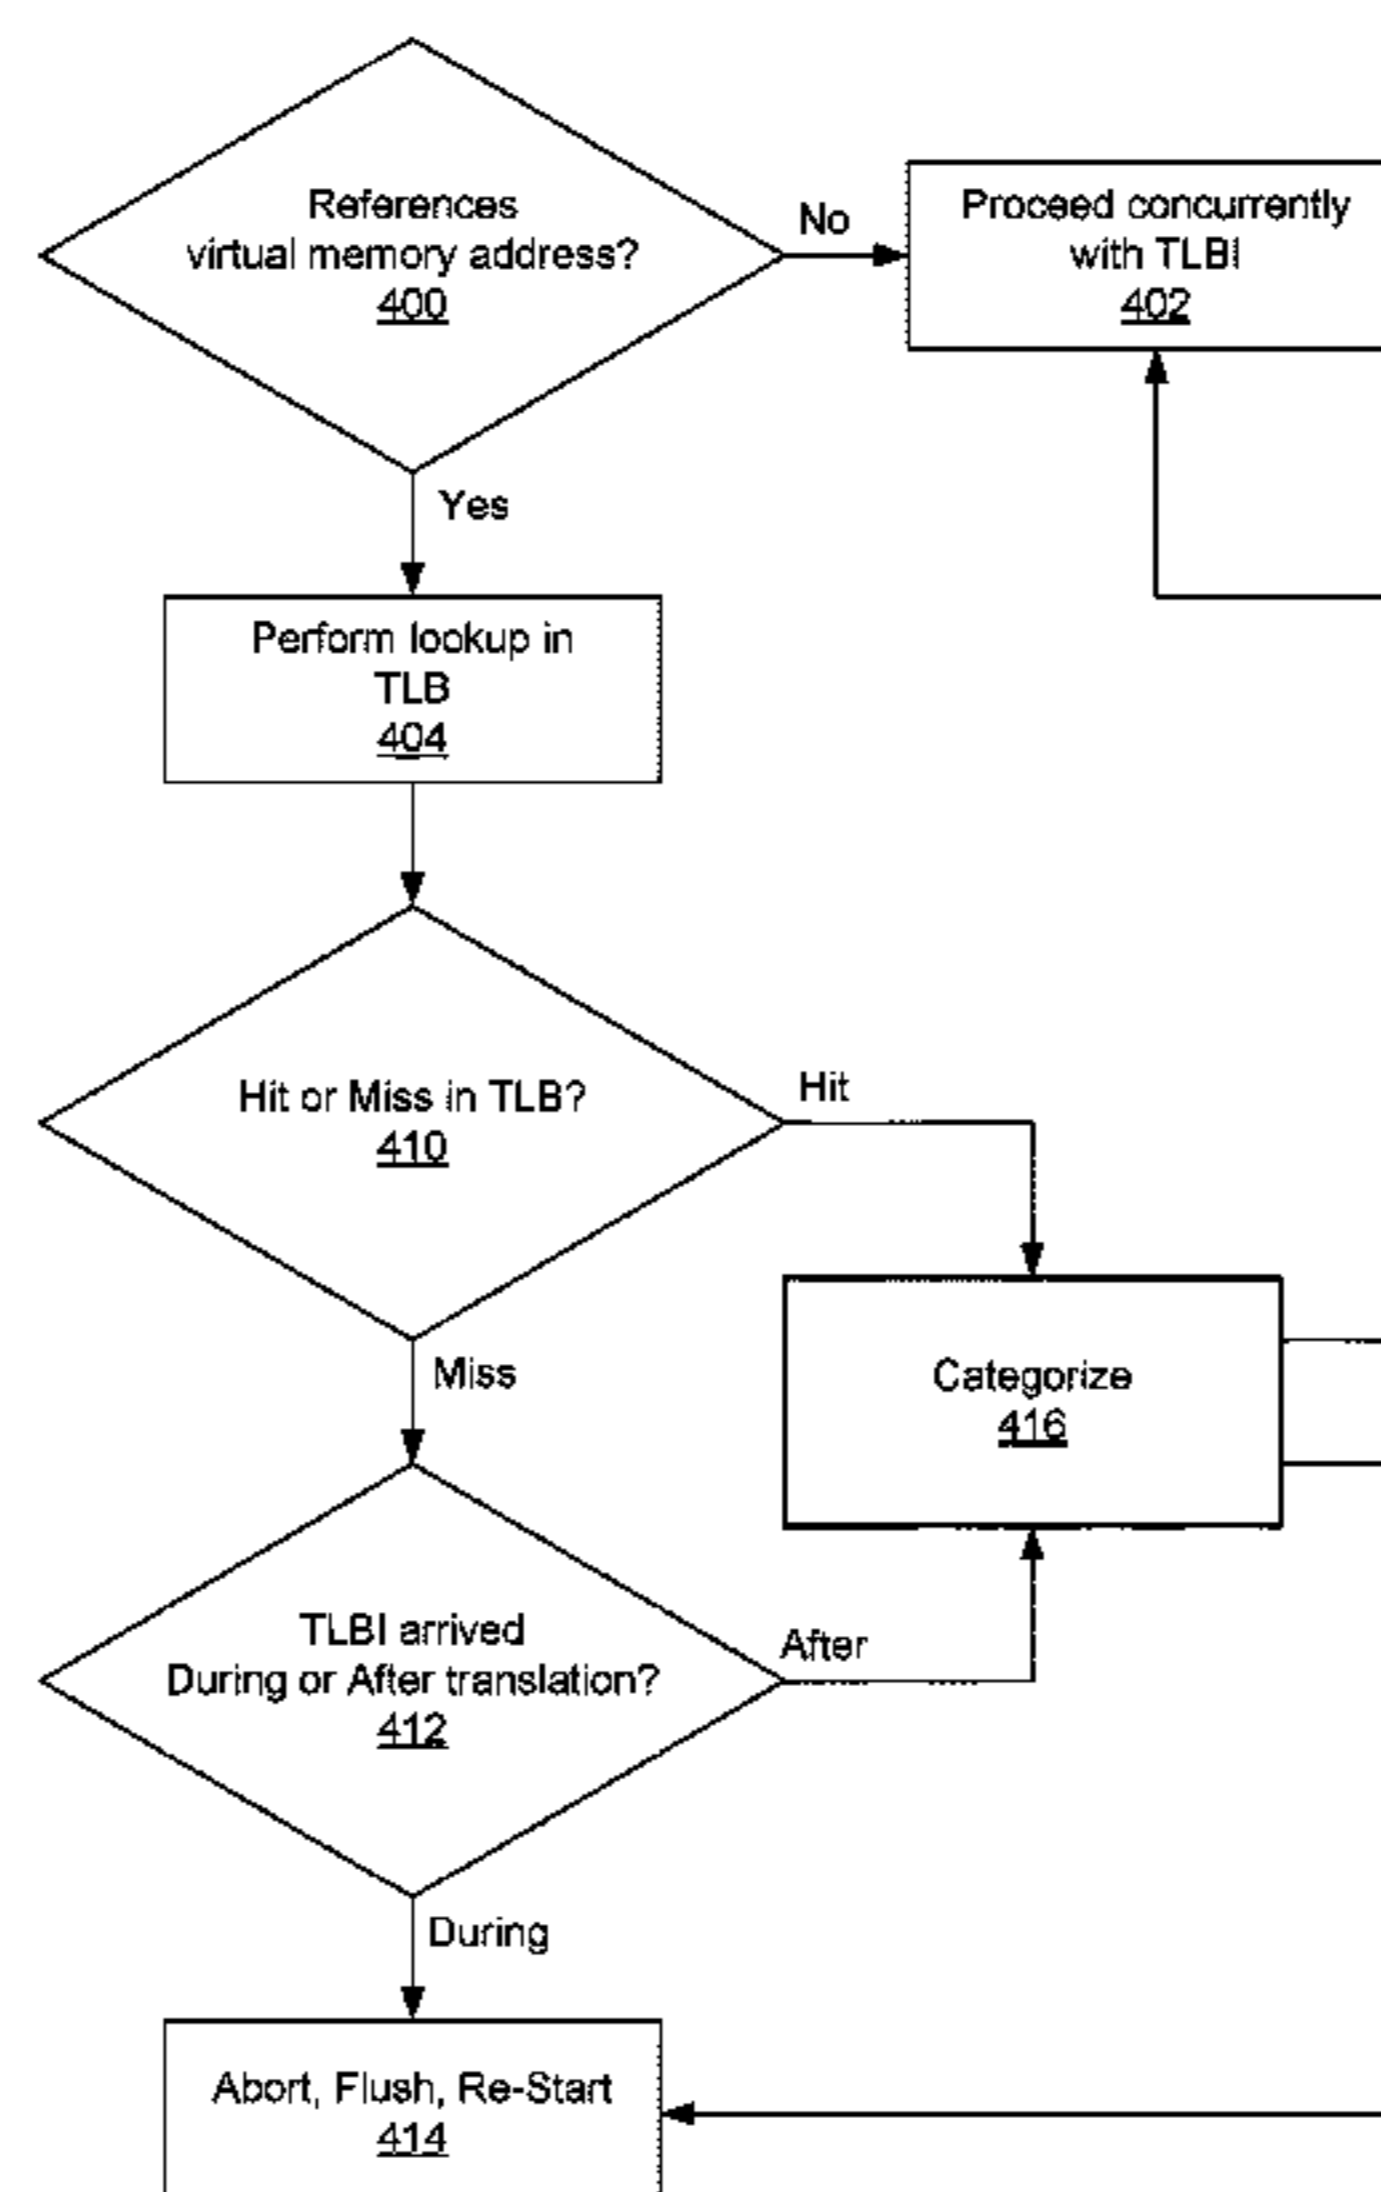 References
virtual memory address?
400
No
Proceed concurrently
with TLBI
402
Yes
Perform lookup in
TLB
404
Hit or Miss in TLB?
410
Hit
Miss
Categorize
416
TLBI arrived
During or After translation?
412
After
During
Abort, Flush, Re-Start
414